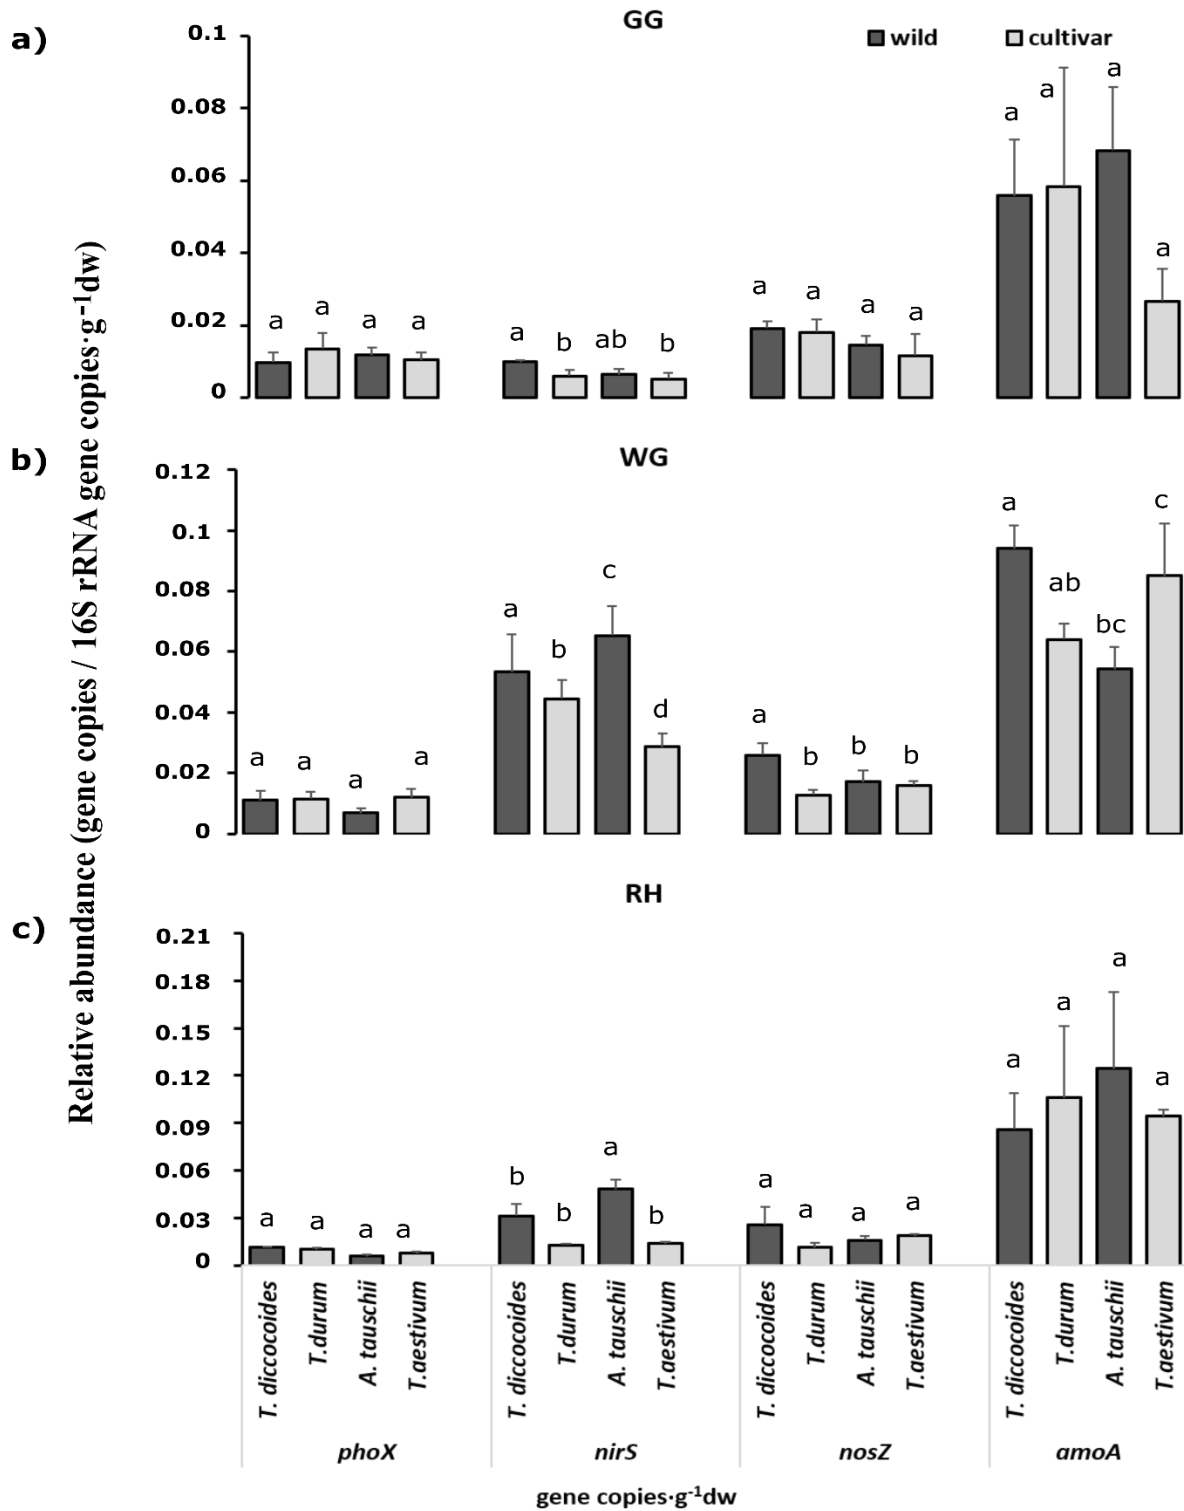 GG
a)
wild
cultivar
0.1
0.08
0.06
0.04
0.02
0
a a a a
a b ab b
a a a a
a a a a
Relative abundance (gene copies / 16S rRNA gene copies·g⁻¹dw)
WG
b)
0.12
0.1
0.08
0.06
0.04
0.02
0
a a a a
a b c d
a b b b
a ab bc c
RH
c)
0.21
0.18
0.15
0.12
0.09
0.06
0.03
0
a a a a
b b a b
a a a a
a a a a
T. diccocoides
T.durum
A. tauschii
T.aestivum
T. diccocoides
T.durum
A. tauschii
T.aestivum
T. diccocoides
T.durum
A. tauschii
T.aestivum
T. diccocoides
T.durum
A. tauschii
T.aestivum
phoX
nirS
nosZ
amoA
gene copies·g⁻¹dw